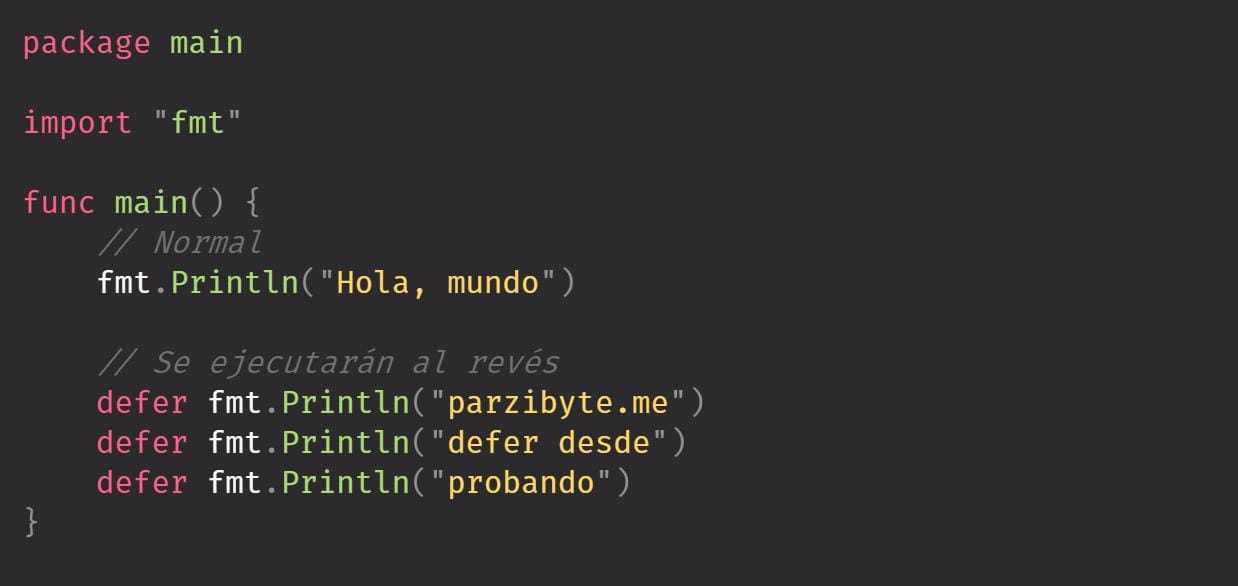 package main
import "fmt"
func main() {
// Normal
fmt.Println("Hola, mundo")
// Se ejecutarán al revés
defer fmt.Println("parzibyte.me")
defer fmt.Println("defer desde")
defer fmt.Println("probando")
}